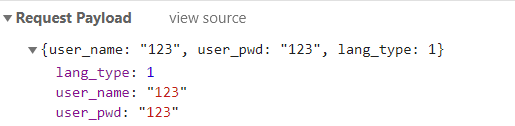 ▼ Request Payload view source
▼ {user_name: "123", user_pwd: "123", lang_type: 1}
lang_type: 1
user_name: "123"
user_pwd: "123"